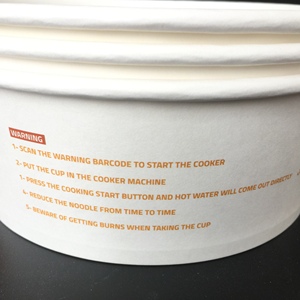 WARNING
1- SCAN THE WARNING BARCODE TO START THE COOKER
2- PUT THE CUP IN THE COOKER MACHINE
3- PRESS THE COOKING START BUTTON AND HOT WATER WILL COME OUT DIRECTLY
4- REDUCE THE NOODLE FROM TIME TO TIME
5- BEWARE OF GETTING BURNS WHEN TAKING THE CUP